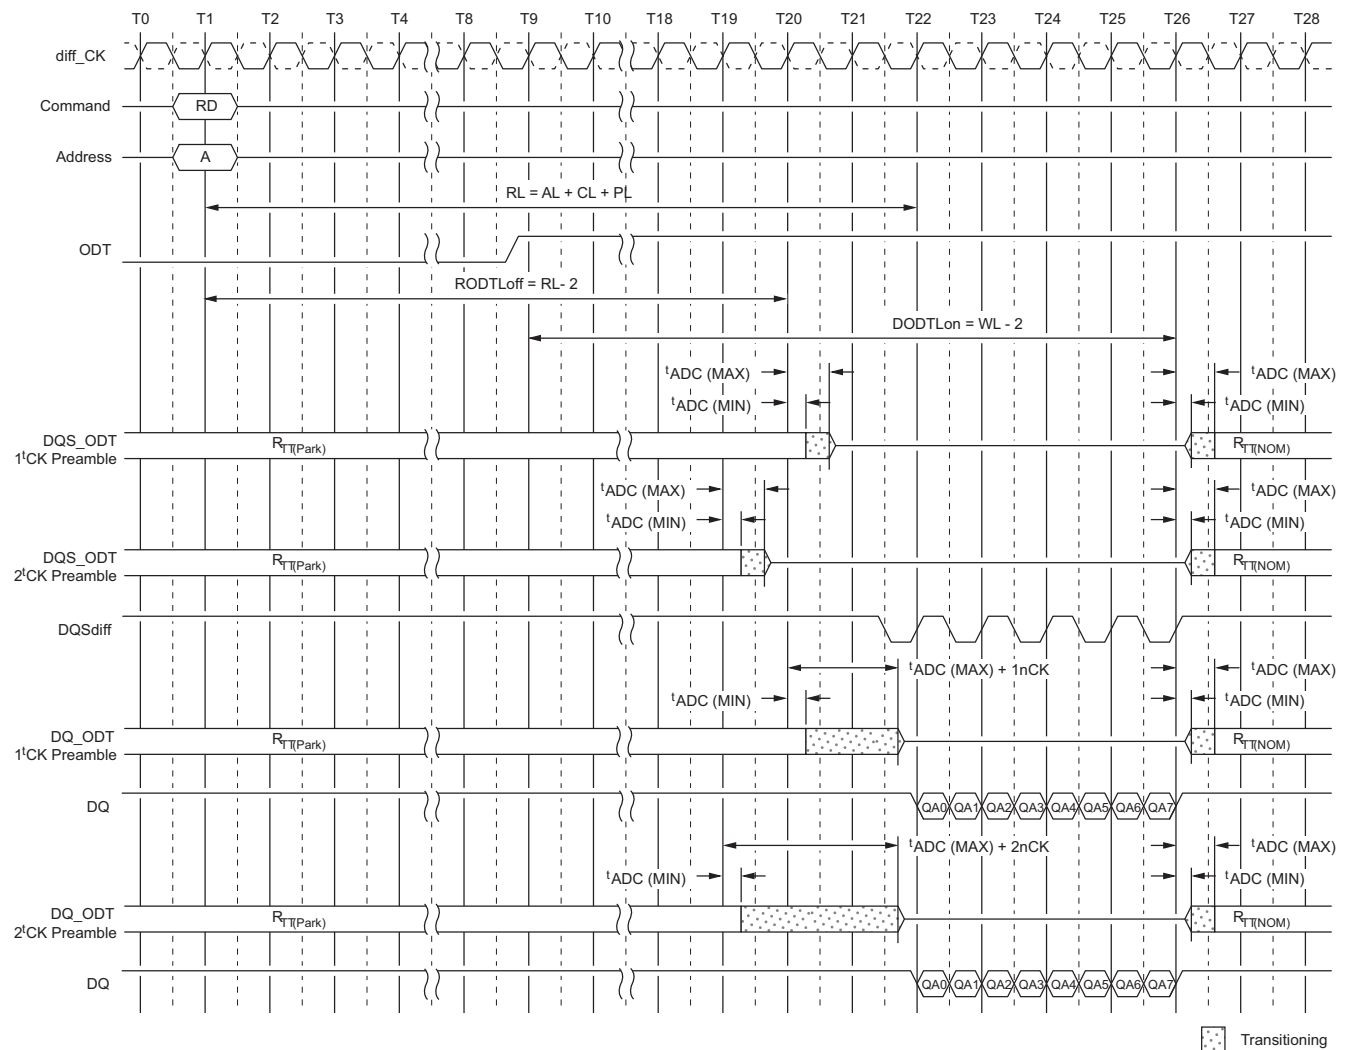 T0 T1 T2 T3 T4 T8 T9 T10 T18 T19 T20 T21 T22 T23 T24 T25 T26 T27 T28
diff_CK
Command RD
Address A
RL = AL + CL + PL
ODT
RODTLoff = RL- 2
DODTLon = WL - 2
tADC (MAX) tADC (MAX)
tADC (MIN) tADC (MIN)
DQS_ODT
1tCK Preamble RTT(Park) RTT(NOM)
tADC (MAX) tADC (MAX)
tADC (MIN) tADC (MIN)
DQS_ODT
2tCK Preamble RTT(Park) RTT(NOM)
DQSdiff
tADC (MAX) + 1nCK tADC (MAX)
tADC (MIN) tADC (MIN)
DQ_ODT
1tCK Preamble RTT(Park) RTT(NOM)
DQ QA0 QA1 QA2 QA3 QA4 QA5 QA6 QA7
tADC (MAX) + 2nCK tADC (MAX)
tADC (MIN) tADC (MIN)
DQ_ODT
2tCK Preamble RTT(Park) RTT(NOM)
DQ QA0 QA1 QA2 QA3 QA4 QA5 QA6 QA7
Transitioning